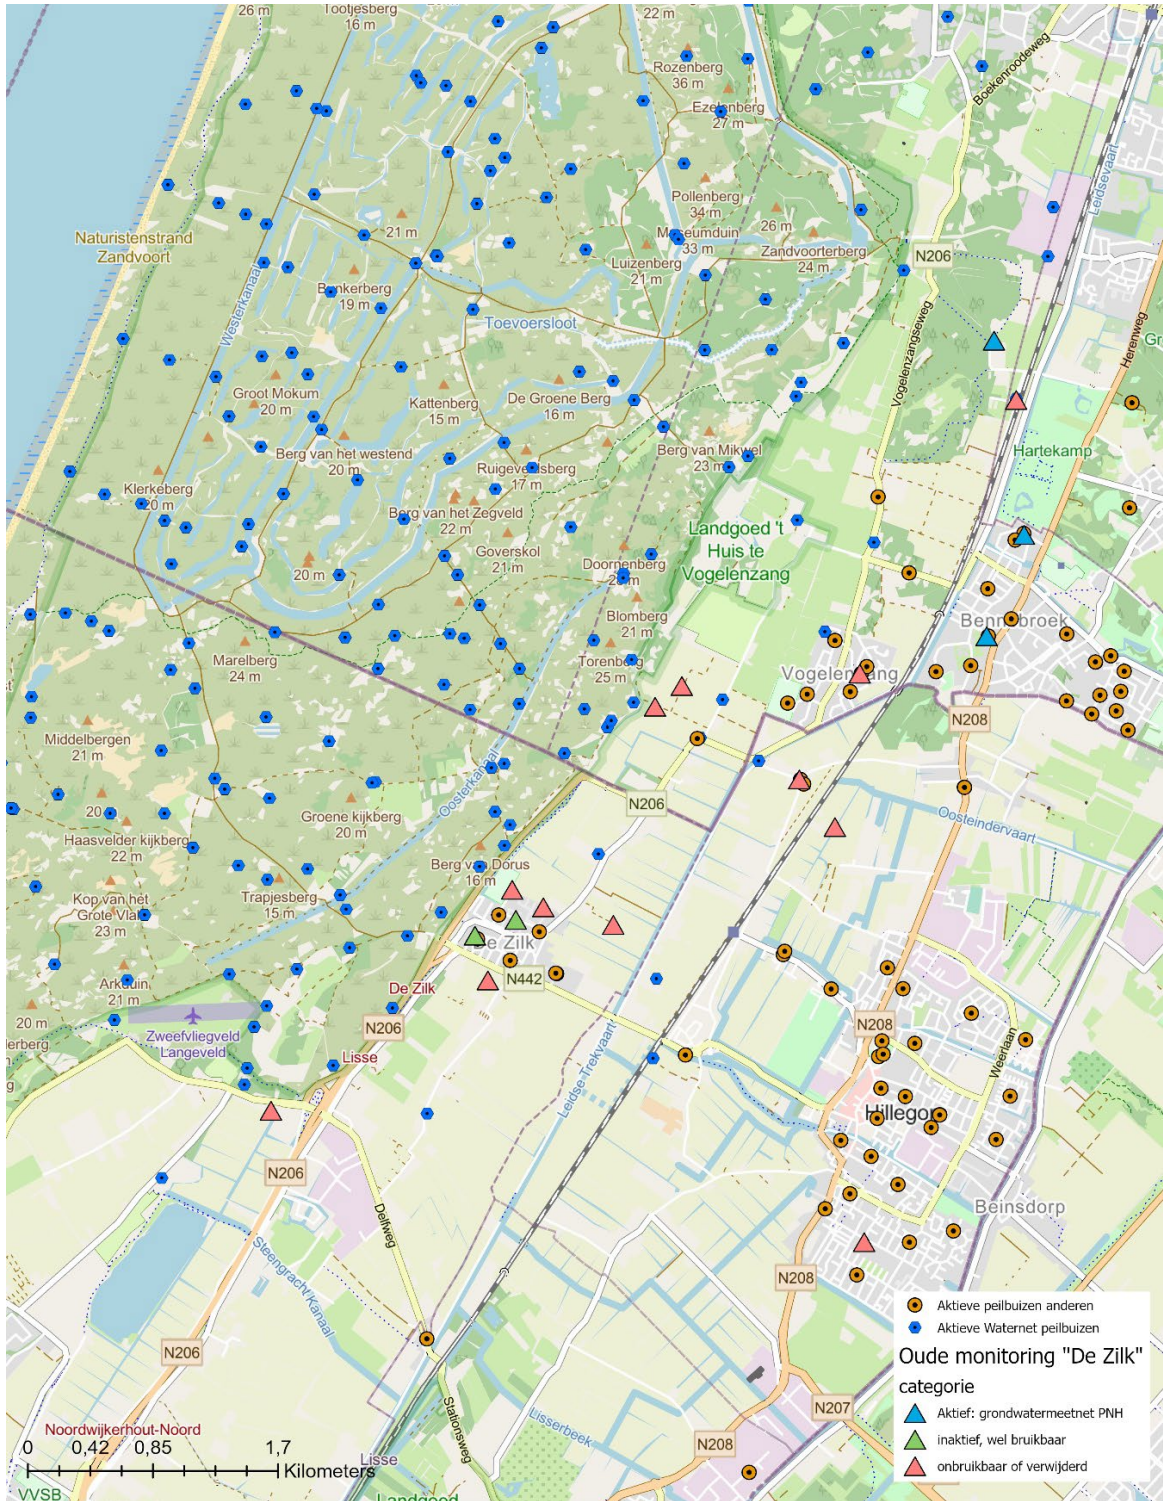 26 m
Tootjesberg
16 m
22 m
Rozenberg
36 m
Boekenroodeweg
Ezelenberg
27 m
Leidsevaart
Pollenberg
34 m
Naturistenstrand
Zandvoort
21 m
Museumduin
33 m
26 m
Zandvoorterberg
24 m
N206
Luizenberg
21 m
Bunkerberg
19 m
Westerkanaal
Toevoersloot
Vogelenzangseweg
Herenweg
Groot Mokum
20 m
Kattenberg
15 m
De Groene Berg
16 m
Berg van het westend
20 m
Ruigeveldsberg
17 m
Berg van Mikwel
23 m
Hartekamp
Klerkeberg
20 m
Berg van het Zegveld
22 m
Landgoed 't
Huis te
Vogelenzang
Goverskol
21 m
20 m
Doornenberg
Blomberg
21 m
Bennebroek
Marelberg
24 m
Torenberg
25 m
Vogelenzang
N208
Middelbergen
21 m
Oosterkanaal
N206
20 m
Groene kijkberg
20 m
Oosteindervaart
Haasvelder kijkberg
22 m
Berg van Dorus
16 m
Kop van het
Grote Vlak
23 m
Trapjesberg
15 m
De Zilk
N442
Arkduin
21 m
De Zilk
20 m
Zweefvliegveld
Langeveld
N206
Lisse
N208
Weerlaan
Leidse Trekvaart
Hillegom
N206
Delfweg
Beinsdorp
Steengracht Kanaal
N208
N206
Aktieve peilbuizen anderen
Aktieve Waternet peilbuizen
Oude monitoring "De Zilk"
categorie
Aktief: grondwatermeetnet PNH
inaktief, wel bruikbaar
onbruikbaar of verwijderd
Stationsweg
Lisserbeek
N207
N208
Noordwijkerhout-Noord
0 0,42 0,85 1,7
Kilometers
Lisse
VVSB
Landgoed